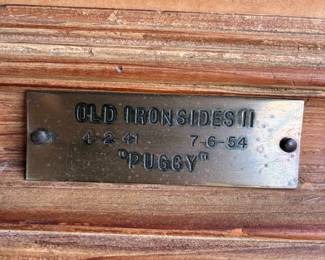 OLD IRONSIDES II
4-2-41 7-6-54
"PUGGY"